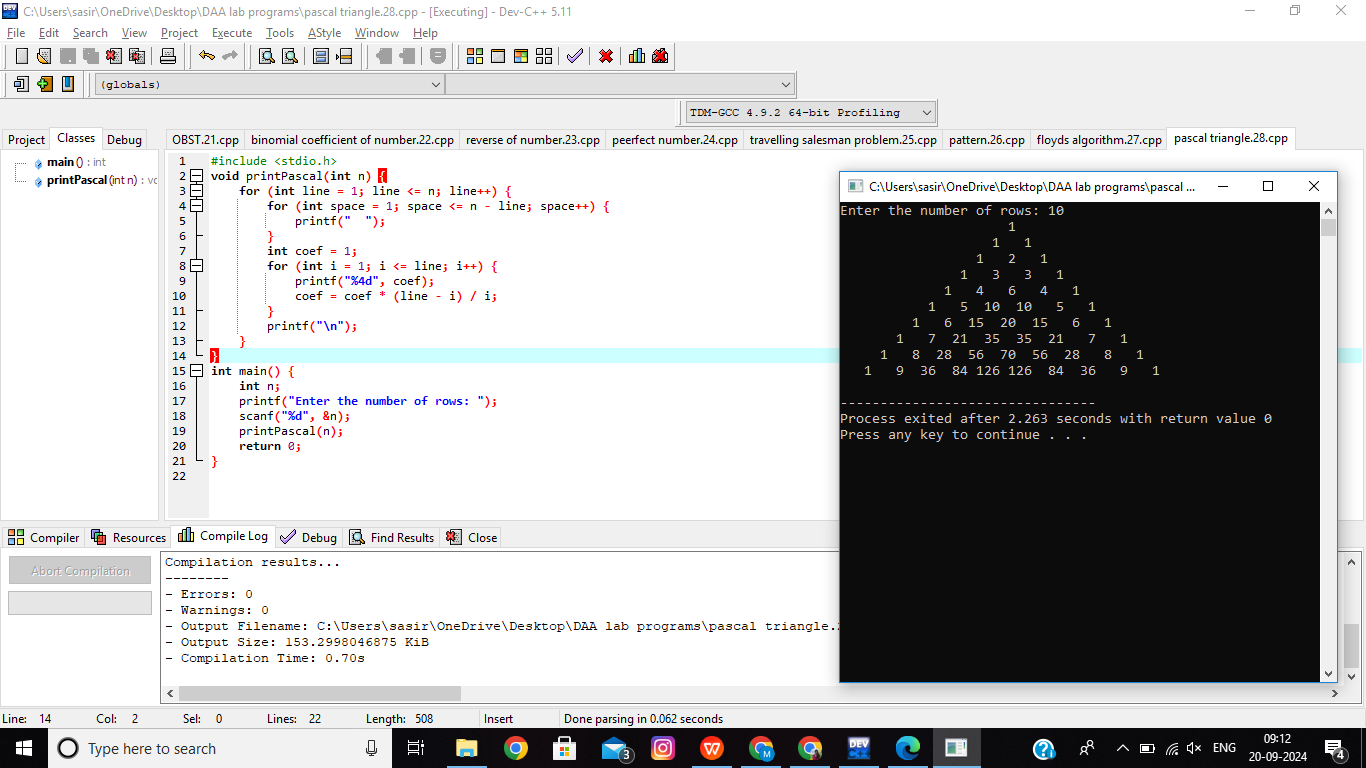 C:\Users\sasir\OneDrive\Desktop\DAA lab programs\pascal triangle.28.cpp - [Executing] - Dev-C++ 5.11
File Edit Search View Project Execute Tools AStyle Window Help
(globals)
TDM-GCC 4.9.2 64-bit Profiling
Project Classes Debug
OBST.21.cpp binomial coefficient of number.22.cpp reverse of number.23.cpp peerfect number.24.cpp travelling salesman problem.25.cpp pattern.26.cpp floyds algorithm.27.cpp pascal triangle.28.cpp
main () : int
printPascal (int n) : vc
1 #include <stdio.h>
2 void printPascal(int n) {
3 for (int line = 1; line <= n; line++) {
4 for (int space = 1; space <= n - line; space++) {
5 printf("  ");
6 }
7 int coef = 1;
8 for (int i = 1; i <= line; i++) {
9 printf("%4d", coef);
10 coef = coef * (line - i) / i;
11 }
12 printf("\n");
13 }
14 }
15 int main() {
16 int n;
17 printf("Enter the number of rows: ");
18 scanf("%d", &n);
19 printPascal(n);
20 return 0;
21 }
22
C:\Users\sasir\OneDrive\Desktop\DAA lab programs\pascal ...
Enter the number of rows: 10
1
1 1
1 2 1
1 3 3 1
1 4 6 4 1
1 5 10 10 5 1
1 6 15 20 15 6 1
1 7 21 35 35 21 7 1
1 8 28 56 70 56 28 8 1
1 9 36 84 126 126 84 36 9 1
--------------------------------
Process exited after 2.263 seconds with return value 0
Press any key to continue . . .
Compiler Resources Compile Log Debug Find Results Close
Abort Compilation
Compilation results...
--------
- Errors: 0
- Warnings: 0
- Output Filename: C:\Users\sasir\OneDrive\Desktop\DAA lab programs\pascal triangle.
- Output Size: 153.2998046875 KiB
- Compilation Time: 0.70s
Line: 14 Col: 2 Sel: 0 Lines: 22 Length: 508 Insert Done parsing in 0.062 seconds
Type here to search
3
DEV
ENG
09:12
20-09-2024
4